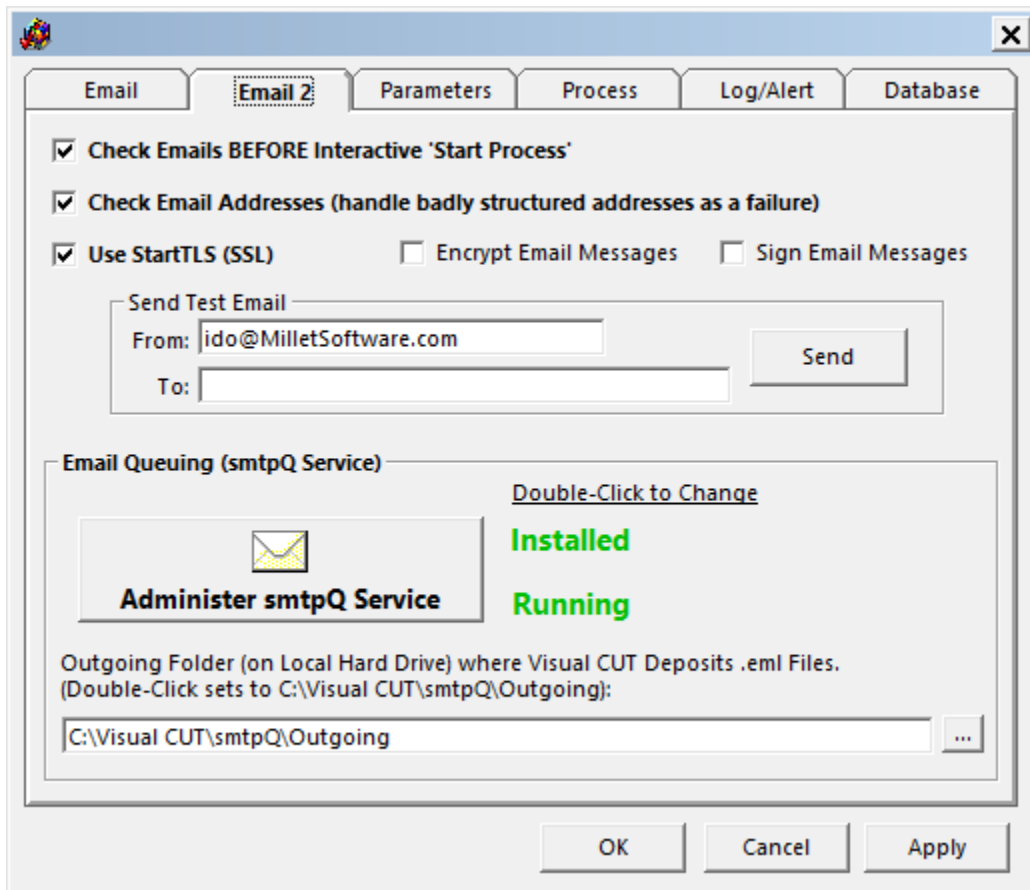 Email Email 2 Parameters Process Log/Alert Database
Check Emails BEFORE Interactive 'Start Process'
Check Email Addresses (handle badly structured addresses as a failure)
Use StartTLS (SSL) Encrypt Email Messages Sign Email Messages
Send Test Email
From: ido@MilletSoftware.com
Send
To:
Email Queuing (smtpQ Service)
Double-Click to Change
Installed
Administer smtpQ Service
Running
Outgoing Folder (on Local Hard Drive) where Visual CUT Deposits .eml Files.
(Double-Click sets to C:\Visual CUT\smtpQ\Outgoing):
C:\Visual CUT\smtpQ\Outgoing ...
OK Cancel Apply